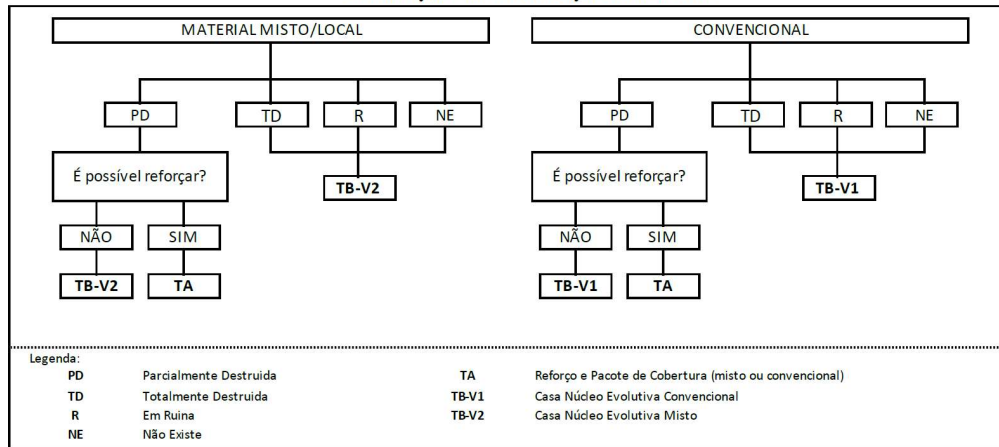 MATERIAL MISTO/LOCAL
PD TD R NE
É possível reforçar?
TB-V2
NÃO SIM
TB-V2 TA
CONVENCIONAL
PD TD R NE
É possível reforçar?
TB-V1
NÃO SIM
TB-V1 TA
Legenda:
PD Parcialmente Destruida
TD Totalmente Destruida
R Em Ruina
NE Não Existe
TA Reforço e Pacote de Cobertura (misto ou convencional)
TB-V1 Casa Núcleo Evolutiva Convencional
TB-V2 Casa Núcleo Evolutiva Misto